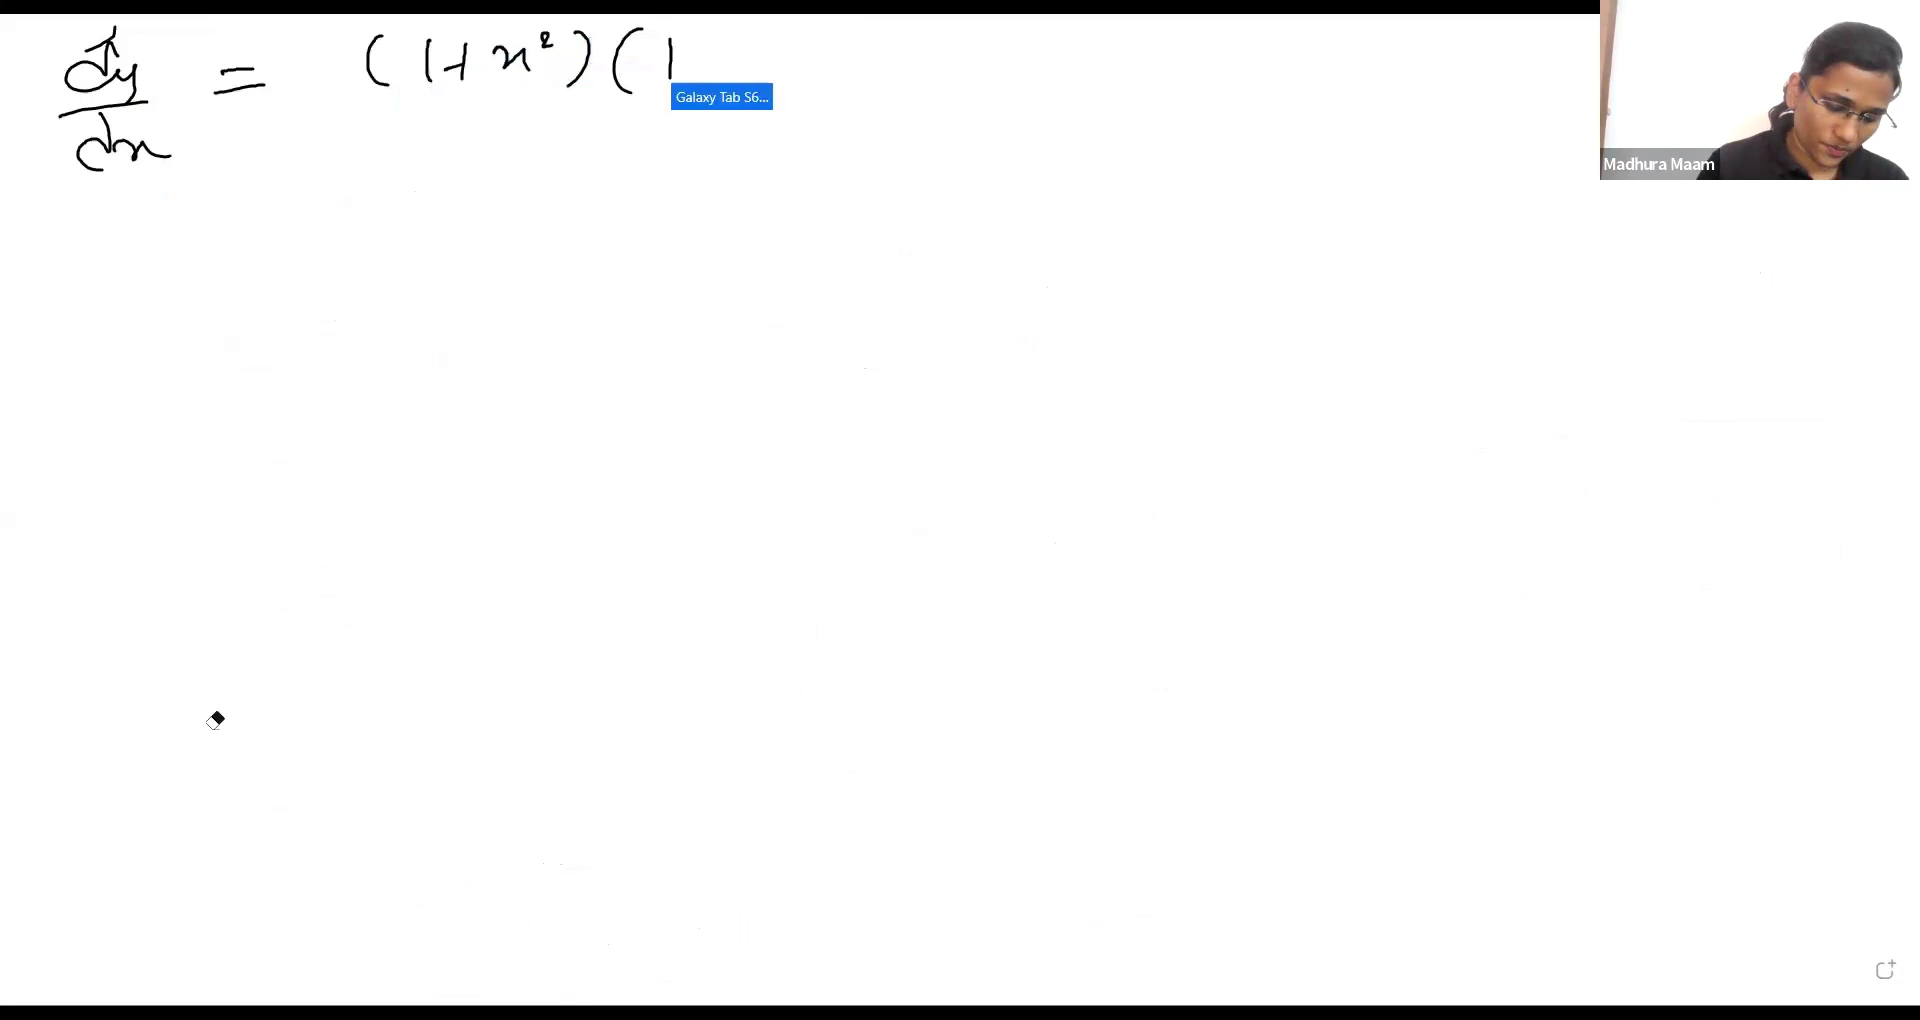 dy/dx = (1+x²)(1
Galaxy Tab S6...
Madhura Maam